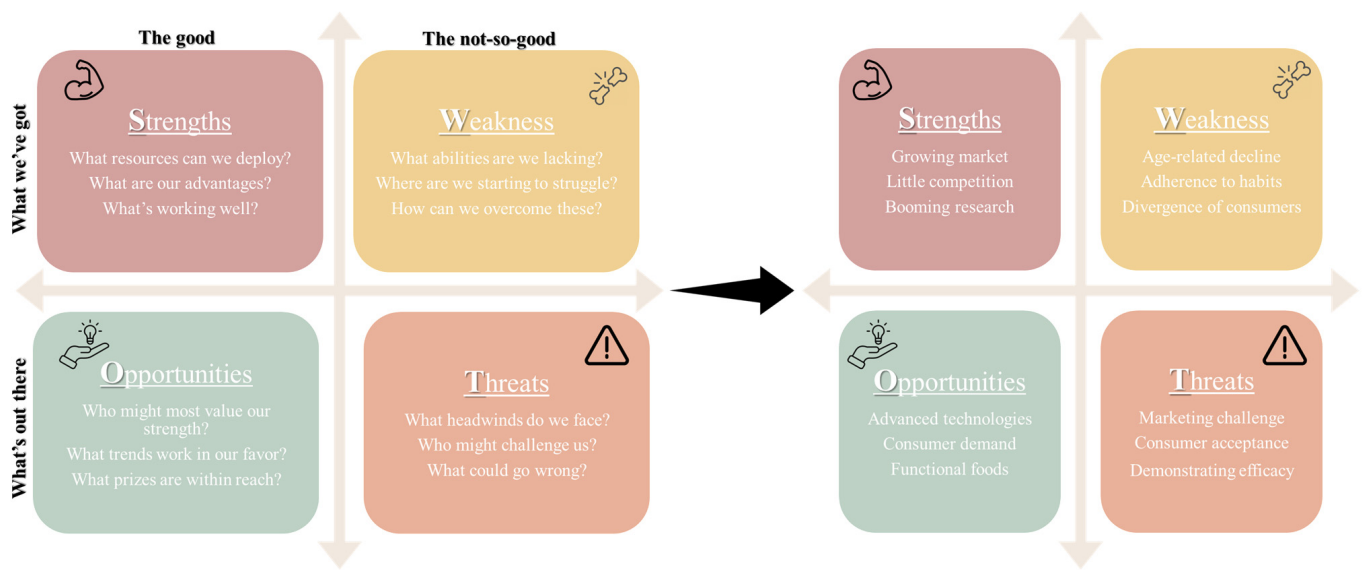 The good
The not-so-good
What we've got
What's out there
Strengths
What resources can we deploy?
What are our advantages?
What's working well?
Weakness
What abilities are we lacking?
Where are we starting to struggle?
How can we overcome these?
Opportunities
Who might most value our
strength?
What trends work in our favor?
What prizes are within reach?
Threats
What headwinds do we face?
Who might challenge us?
What could go wrong?
Strengths
Growing market
Little competition
Booming research
Weakness
Age-related decline
Adherence to habits
Divergence of consumers
Opportunities
Advanced technologies
Consumer demand
Functional foods
Threats
Marketing challenge
Consumer acceptance
Demonstrating efficacy